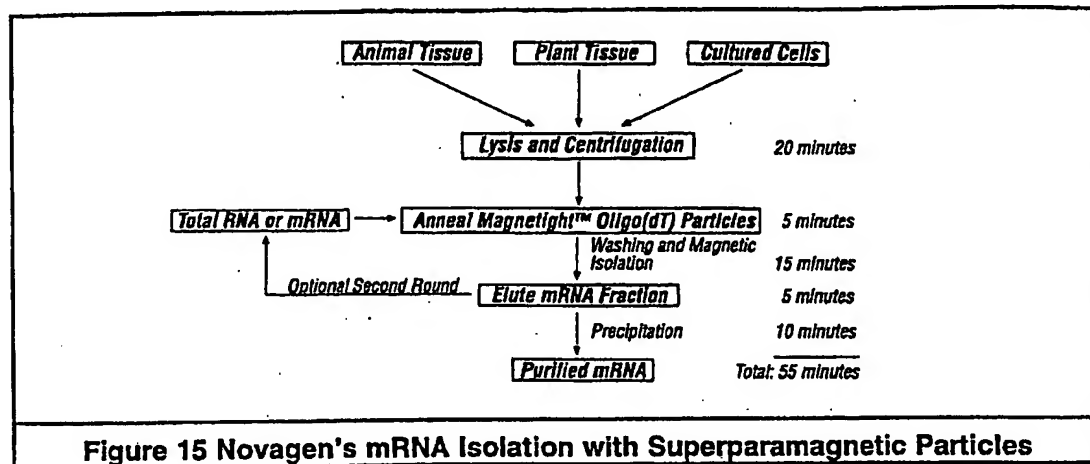 Animal Tissue Plant Tissue Cultured Cells
Lysis and Centrifugation 20 minutes
Total RNA or mRNA Anneal Magnetight™ Oligo(dT) Particles 5 minutes
Washing and Magnetic
Isolation 15 minutes
Optional Second Round Elute mRNA Fraction 5 minutes
Precipitation 10 minutes
Purified mRNA Total: 55 minutes
Figure 15 Novagen's mRNA Isolation with Superparamagnetic Particles